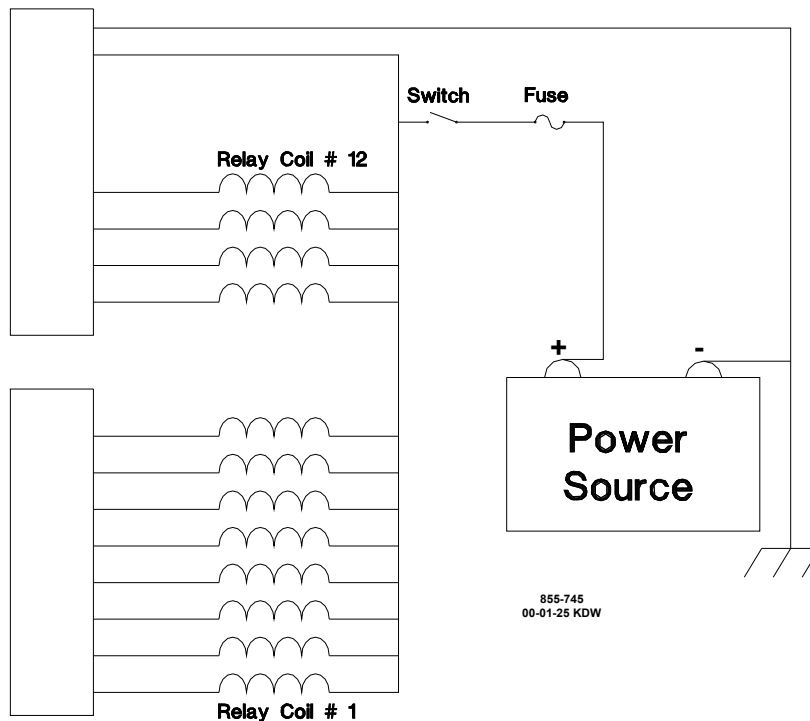 Switch
Fuse
Relay Coil # 12
+
-
Power
Source
855-745
00-01-25 KDW
Relay Coil # 1